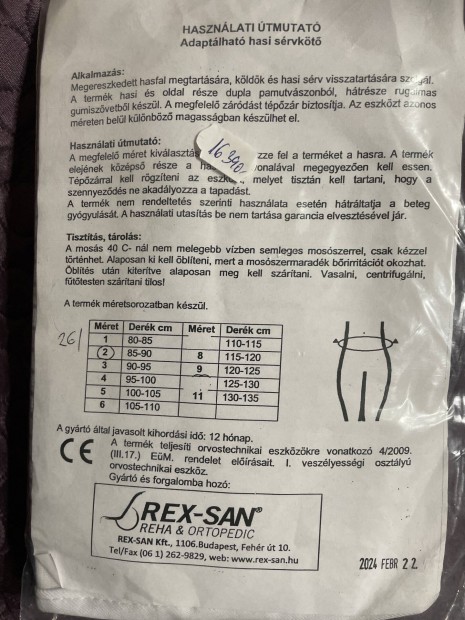 HASZNÁLATI ÚTMUTATÓ
Adaptálható hasi sérvkötő
Alkalmazás:
Megereszkedett hasfal megtartására, köldök és hasi sérv visszatartására
A termék hasi és oldal része dupla pamutvászonból, hátrésze rugalmas
gumiszövetből készül. A megfelelő záródást tépőzár biztosítja. Az eszközt azonos
méreten belül különböző magasságban készülhet el.
Használati útmutató:
A megfelelő méret kiválasztás zze fel a terméket a hasra. A termék
elejének középső része a ha onalával megegyezően kell essen.
Tépőzárral kell rögzíteni az melyet tisztán kell tartani, hogy a
szennyeződés ne akadályozza a tapadást.
A termék nem rendeltetés szerinti használata esetén hátráltatja a beteg
gyógyulását. A használati utasítás be nem tartása garancia elvesztésével jár.
16.940.-
Tisztítás, tárolás:
A mosás 40 C- nál nem melegebb vízben semleges mosószerrel, csak kézzel
történhet. Alaposan ki kell öblíteni, mert a mosószermaradék bőrirritációt okozhat.
Öblítés után kiterítve alaposan meg kell szárítani. Vasalni, centrifugálni,
fűtőtesten szárítani tilos!
A termék méretsorozatban készül.
261
Méret Derék cm Méret Derék cm
1 80-85 110-115
2 85-90 8 115-120
3 90-95 9 120-125
4 95-100 125-130
5 100-105 11 130-135
6 105-110
A gyártó által javasolt kihordási idő: 12 hónap.
CE
A termék teljesíti orvostechnikai eszközökre vonatkozó 4/2009.
(III.17.) EüM. rendelet előírásait. I. veszélyességi osztályú
orvostechnikai eszköz.
Gyártó és forgalomba hozó:
REX-SAN®
REHA & ORTOPEDIC
REX-SAN Kft., 1106.Budapest, Fehér út 10.
Tel/Fax (06 1) 262-9829, web: www.rex-san.hu
2024 FEBR 22.